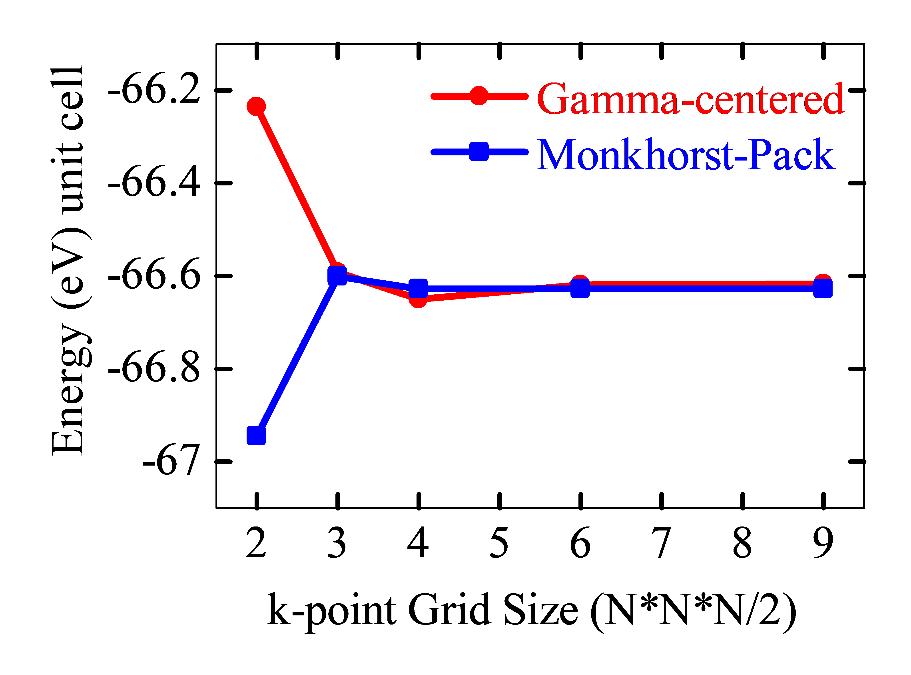 Energy (eV) unit cell
-66.2
-66.4
-66.6
-66.8
-67
Gamma-centered
Monkhorst-Pack
2 3 4 5 6 7 8 9
k-point Grid Size (N*N*N/2)